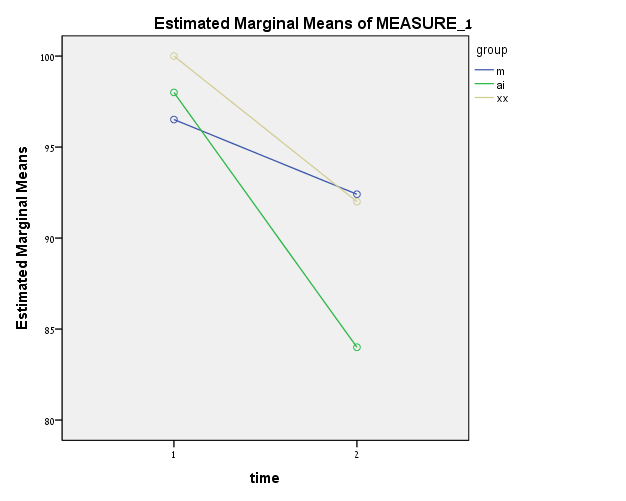 Estimated Marginal Means of MEASURE_1
group
m
ai
xx
Estimated Marginal Means
100
95
90
85
80
1
2
time